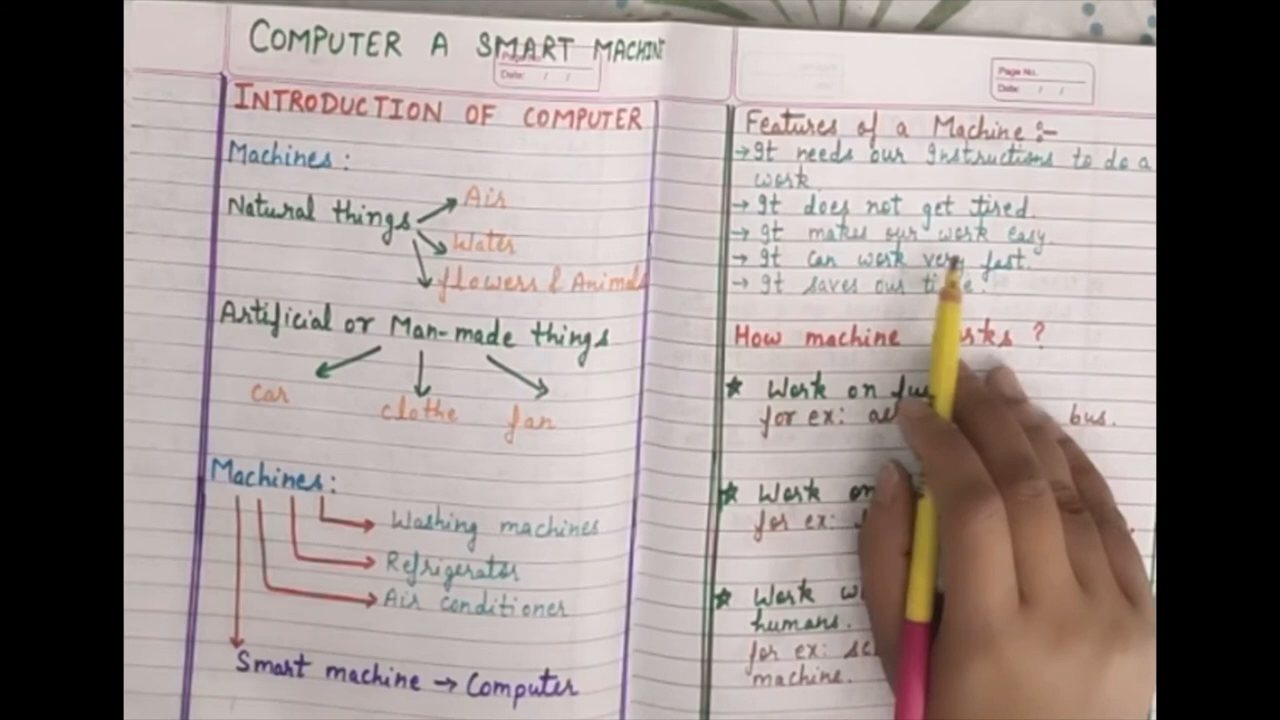 COMPUTER A SMART MACHINE
Page No.
Date: / /
INTRODUCTION OF COMPUTER
Machines:
Natural things
Air
Water
flowers & Animals
Artificial or Man-made things
car
clothe
fan
Machines:
Washing machines
Refrigerator
Air conditioner
Smart machine → Computer
Page No.
Date: / /
Features of a Machine:-
→ It needs our Instructions to do a
work.
→ It does not get tired.
→ It makes our work easy.
→ It can work very fast.
→ It saves our time.
How machine works ?
★ Work on
for ex: bus.
★ Work on
for ex:
★ Work
humans.
for ex:
machine.